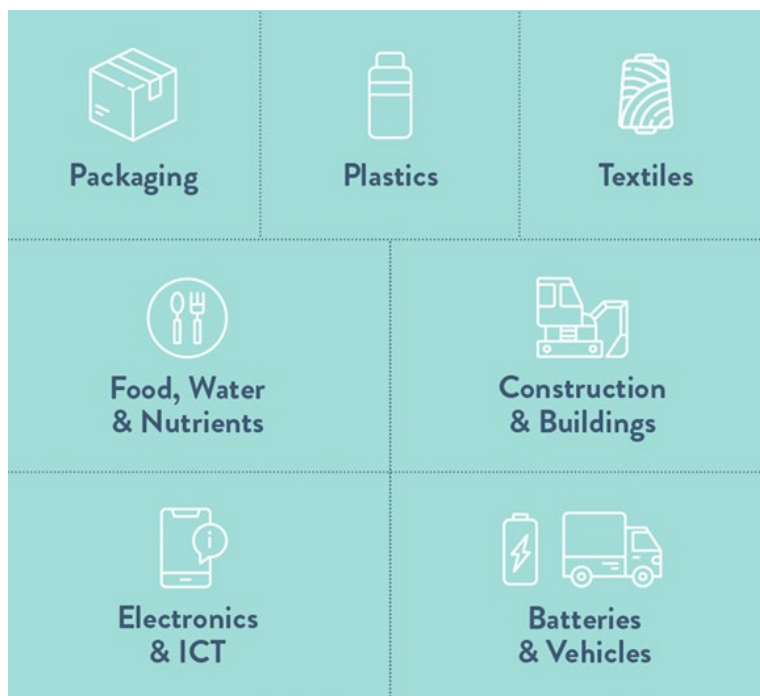 Packaging
Plastics
Textiles
Food, Water
& Nutrients
Construction
& Buildings
Electronics
& ICT
Batteries
& Vehicles